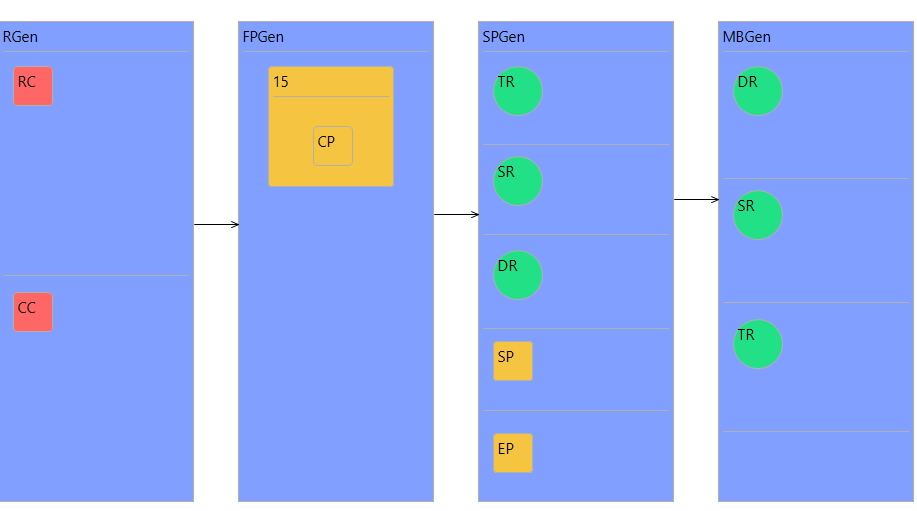 RGen
RC
CC
FPGen
15
CP
SPGen
TR
SR
DR
SP
EP
MBGen
DR
SR
TR